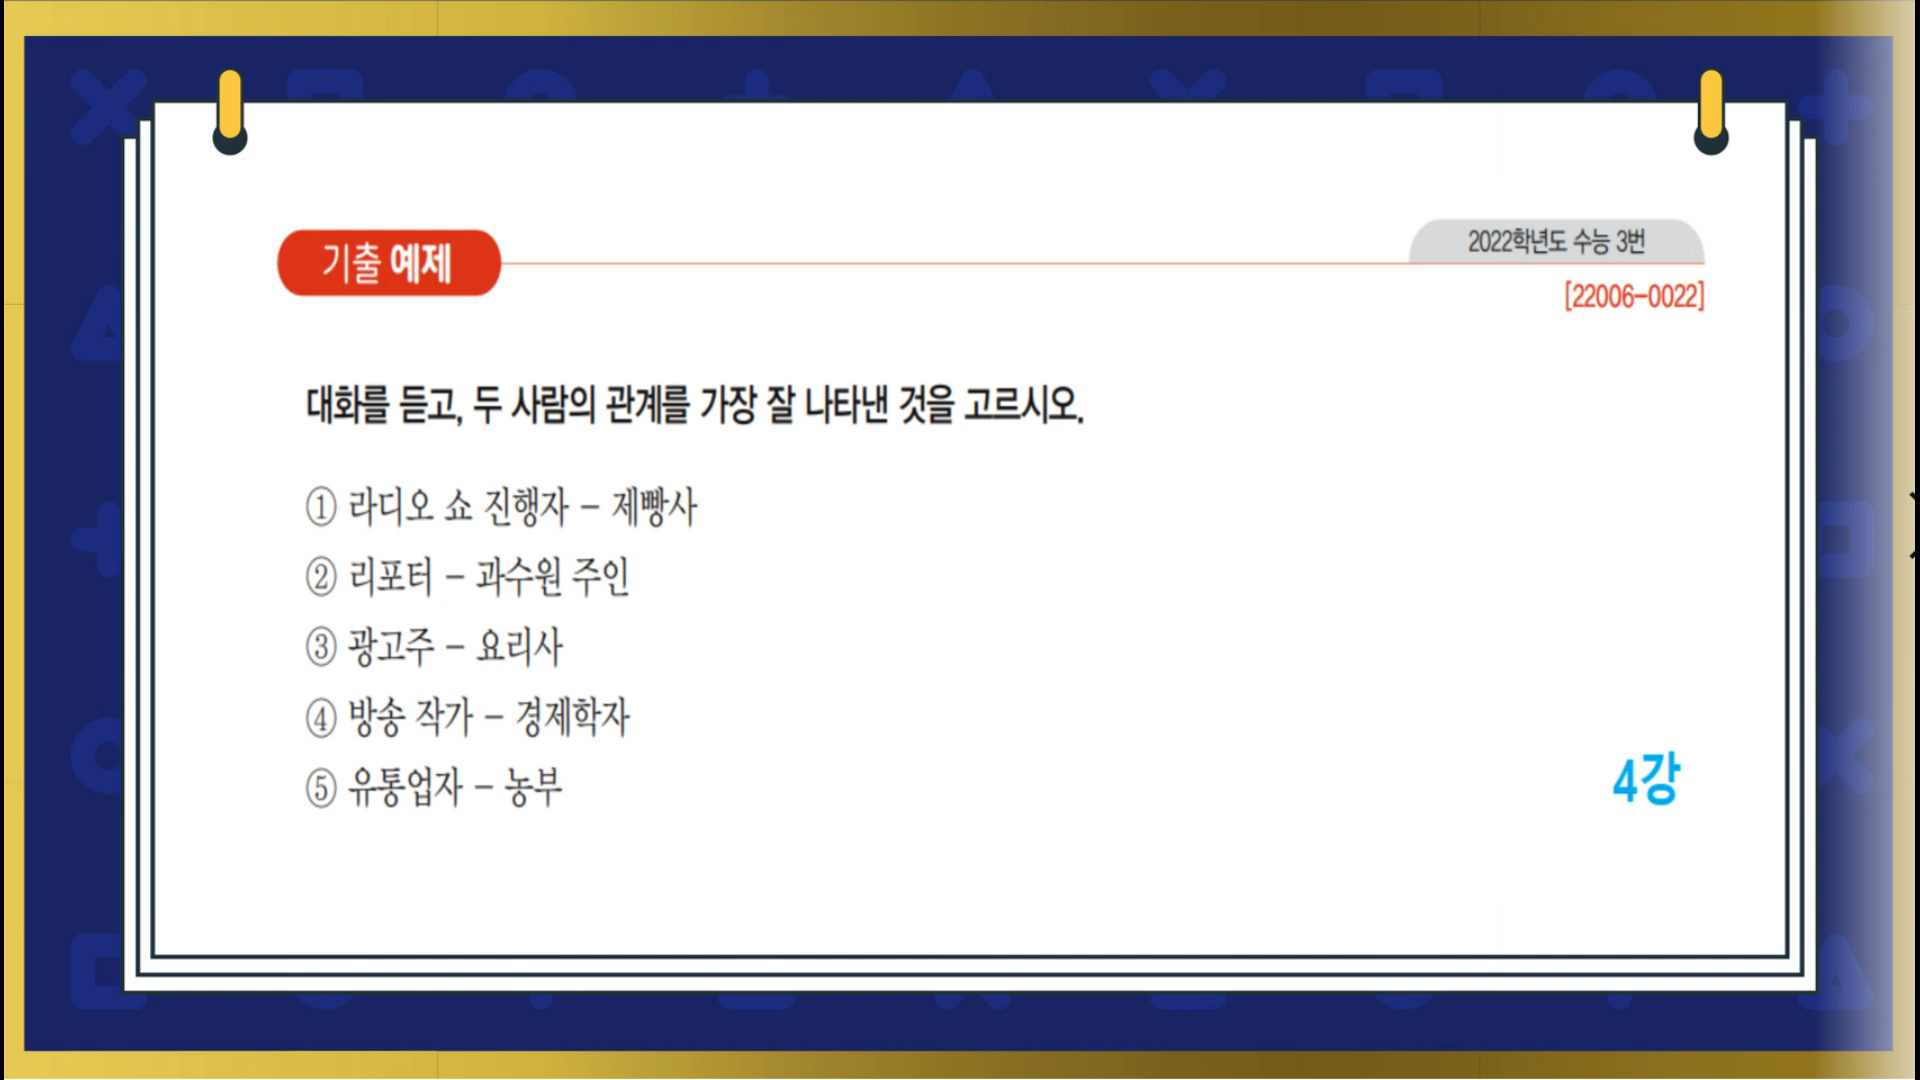 기출 예제
2022학년도 수능 3번
[22006-0022]
대화를 듣고, 두 사람의 관계를 가장 잘 나타낸 것을 고르시오.
① 라디오 쇼 진행자 – 제빵사
② 리포터 – 과수원 주인
③ 광고주 – 요리사
④ 방송 작가 – 경제학자
⑤ 유통업자 – 농부
4강